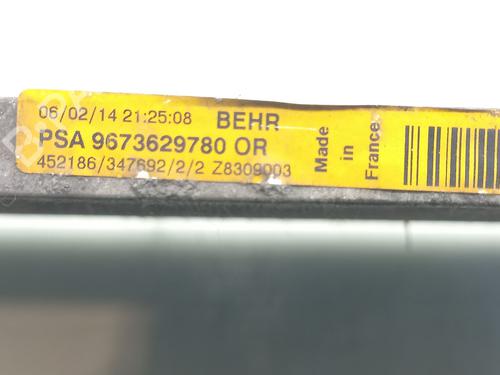 06/02/14 21:25:08 BEHR
PSA 9673629780 OR
452186/347692/2/2 Z8309003
Made
in
France